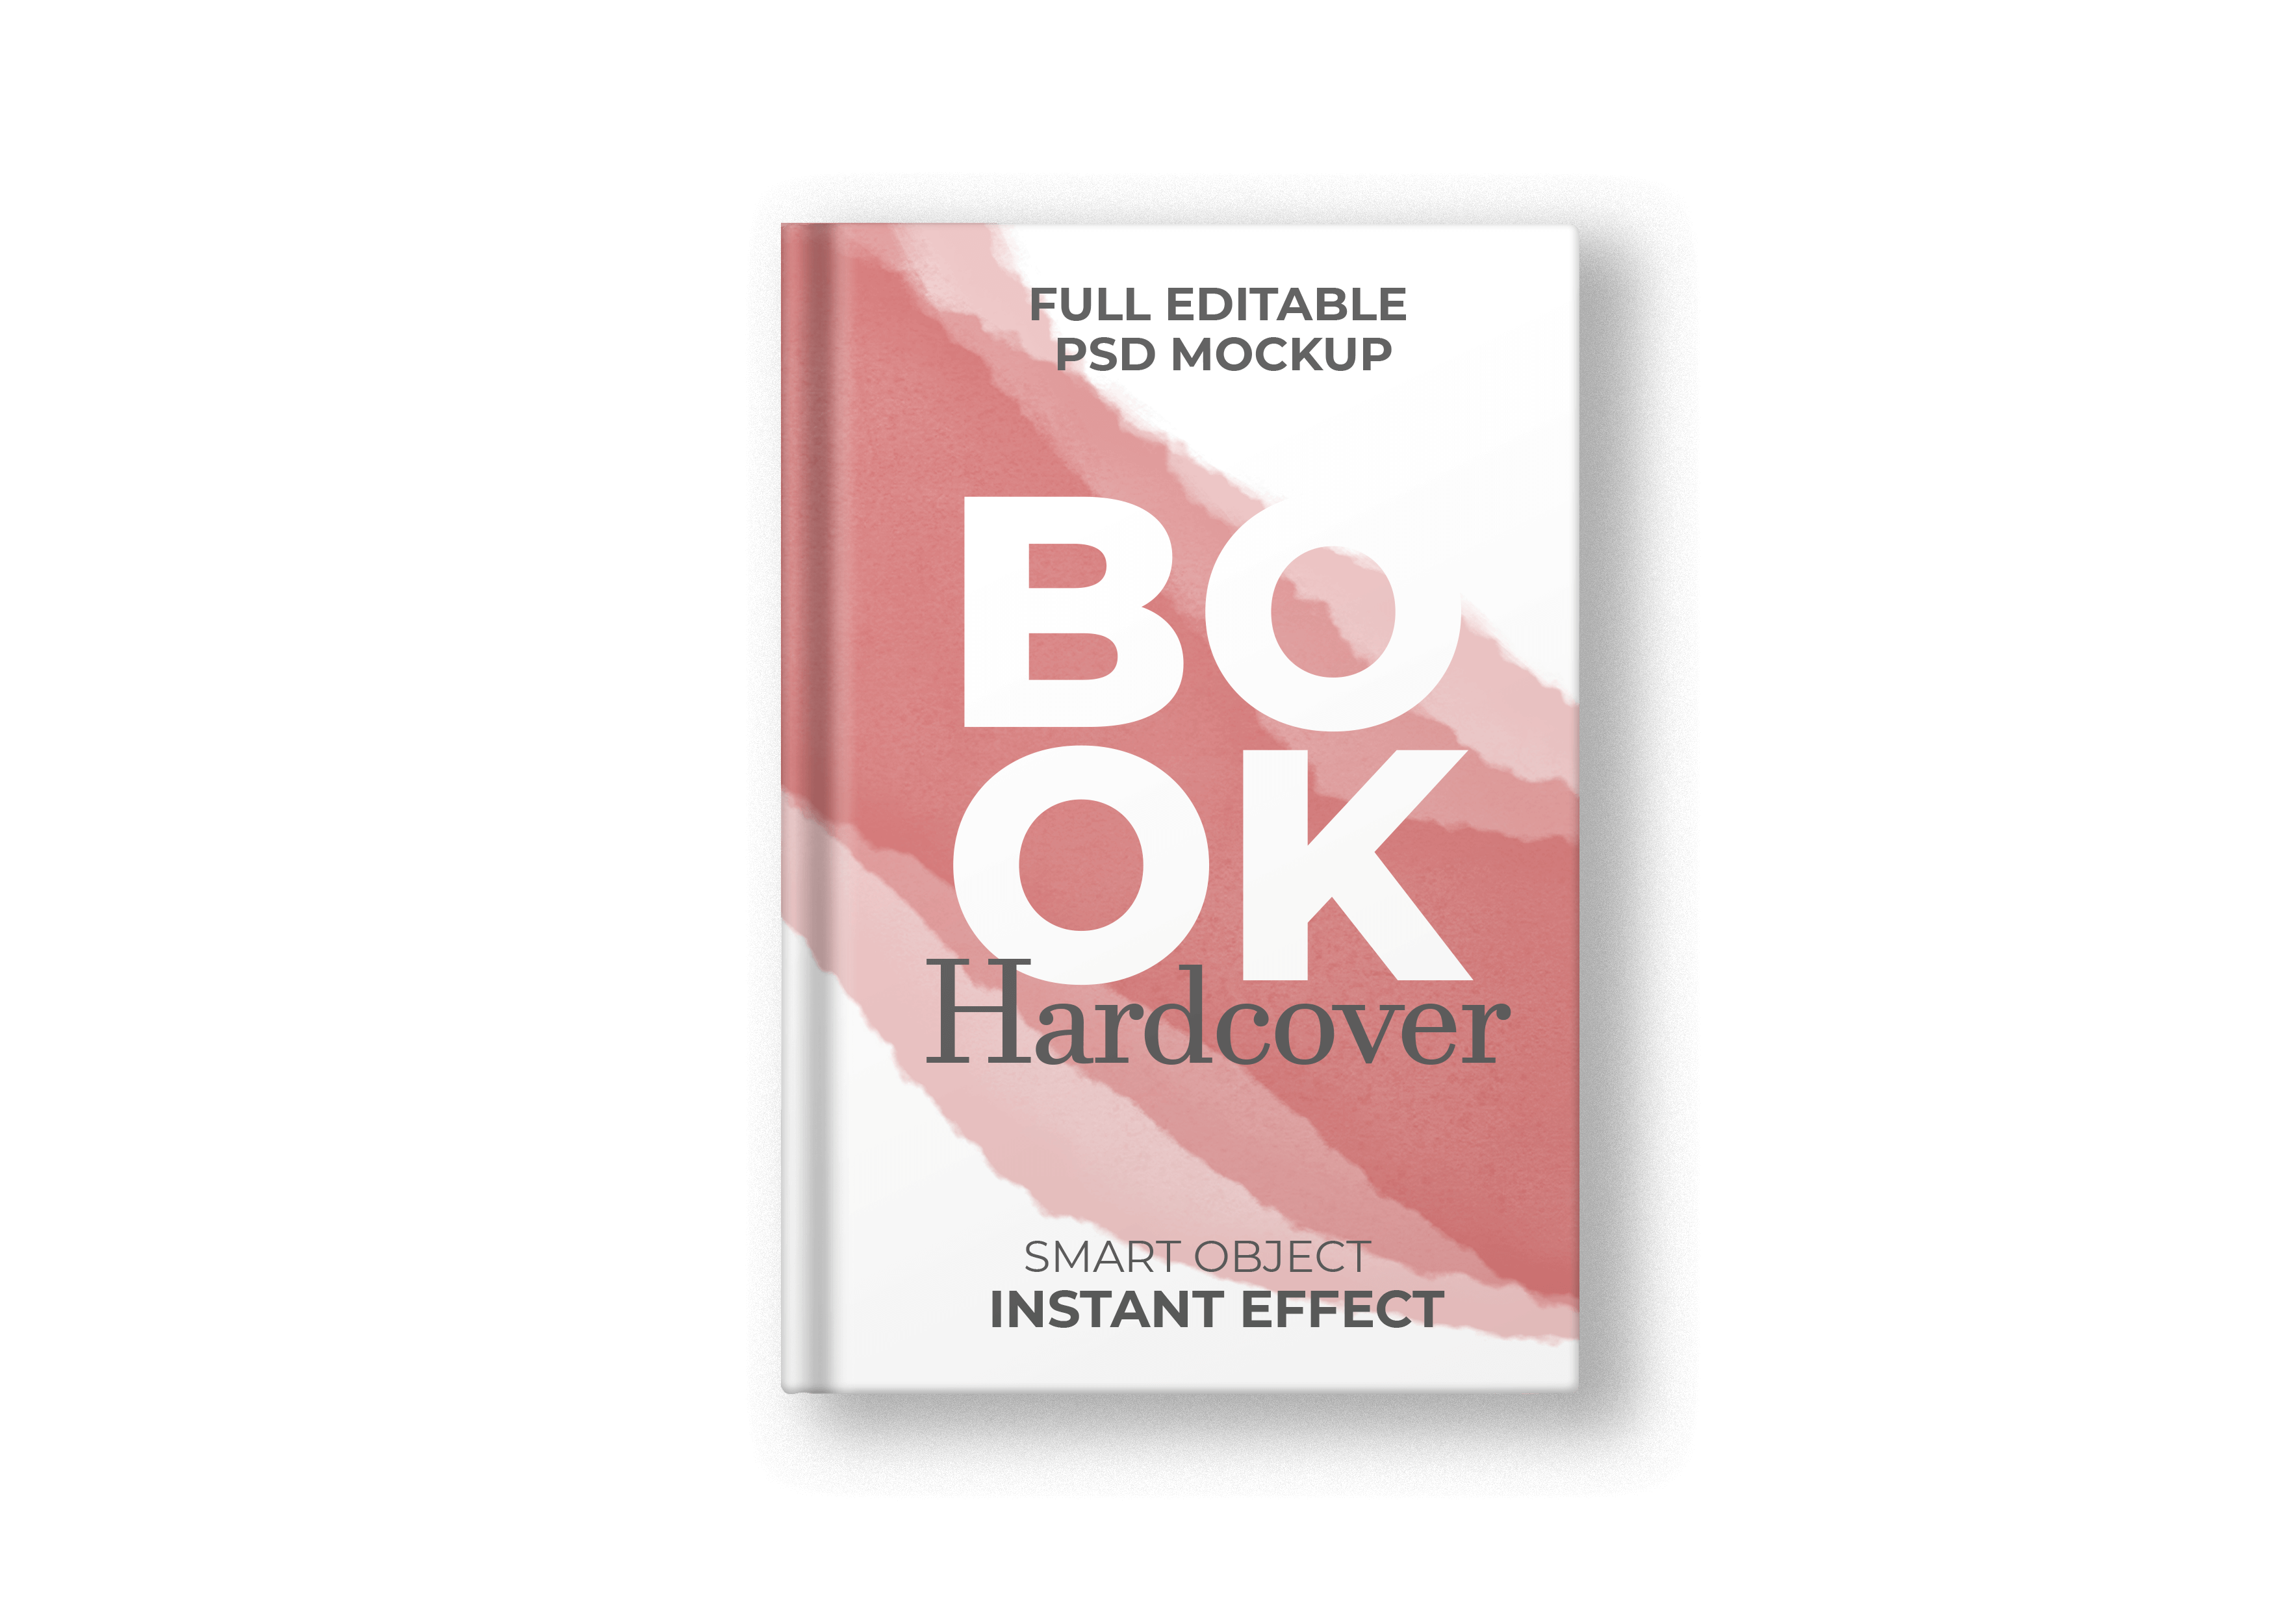 FULL EDITABLE
PSD MOCKUP
BO
OK
Hardcover
SMART OBJECT
INSTANT EFFECT